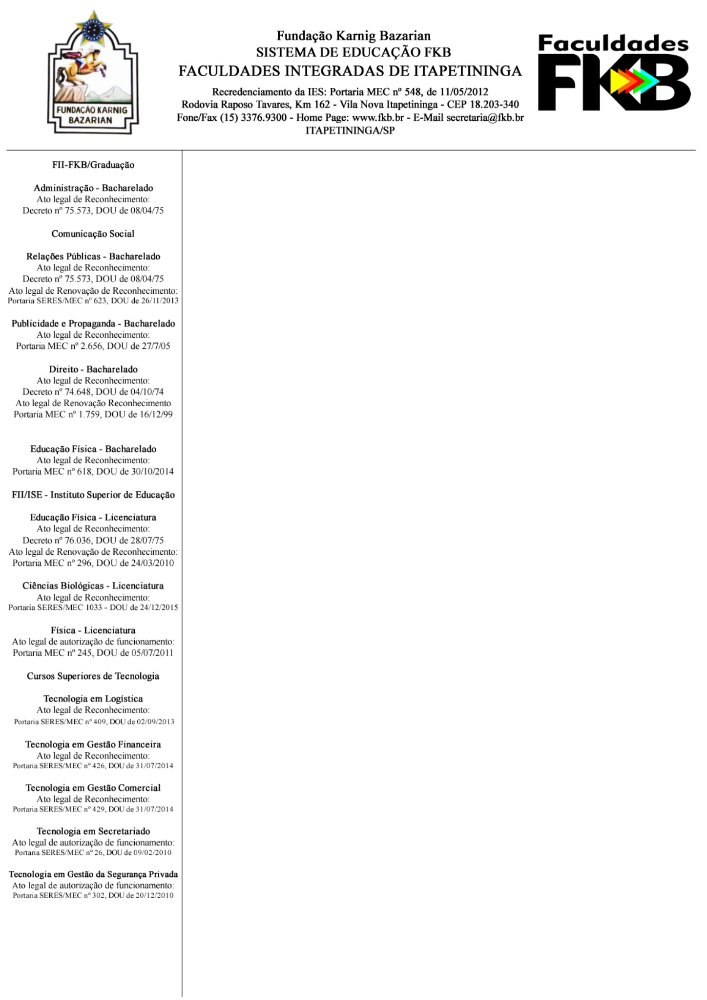 FUNDAÇÃO KARNIG
BAZARIAN
Fundação Karnig Bazarian
SISTEMA DE EDUCAÇÃO FKB
FACULDADES INTEGRADAS DE ITAPETININGA
Recredenciamento da IES: Portaria MEC nº 548, de 11/05/2012
Rodovia Raposo Tavares, Km 162 - Vila Nova Itapetininga - CEP 18.203-340
Fone/Fax (15) 3376.9300 - Home Page: www.fkb.br - E-Mail secretaria@fkb.br
ITAPETININGA/SP
Faculdades
FKB
FII-FKB/Graduação
Administração - Bacharelado
Ato legal de Reconhecimento:
Decreto nº 75.573, DOU de 08/04/75
Comunicação Social
Relações Públicas - Bacharelado
Ato legal de Reconhecimento:
Decreto nº 75.573, DOU de 08/04/75
Ato legal de Renovação de Reconhecimento:
Portaria SERES/MEC nº 623, DOU de 26/11/2013
Publicidade e Propaganda - Bacharelado
Ato legal de Reconhecimento:
Portaria MEC nº 2.656, DOU de 27/7/05
Direito - Bacharelado
Ato legal de Reconhecimento:
Decreto nº 74.648, DOU de 04/10/74
Ato legal de Renovação Reconhecimento
Portaria MEC nº 1.759, DOU de 16/12/99
Educação Física - Bacharelado
Ato legal de Reconhecimento:
Portaria MEC nº 618, DOU de 30/10/2014
FII/ISE - Instituto Superior de Educação
Educação Física - Licenciatura
Ato legal de Reconhecimento:
Decreto nº 76.036, DOU de 28/07/75
Ato legal de Renovação de Reconhecimento:
Portaria MEC nº 296, DOU de 24/03/2010
Ciências Biológicas - Licenciatura
Ato legal de Reconhecimento:
Portaria SERES/MEC 1033 - DOU de 24/12/2015
Física - Licenciatura
Ato legal de autorização de funcionamento:
Portaria MEC nº 245, DOU de 05/07/2011
Cursos Superiores de Tecnologia
Tecnologia em Logística
Ato legal de Reconhecimento:
Portaria SERES/MEC nº 409, DOU de 02/09/2013
Tecnologia em Gestão Financeira
Ato legal de Reconhecimento:
Portaria SERES/MEC nº 426, DOU de 31/07/2014
Tecnologia em Gestão Comercial
Ato legal de Reconhecimento:
Portaria SERES/MEC nº 429, DOU de 31/07/2014
Tecnologia em Secretariado
Ato legal de autorização de funcionamento:
Portaria SERES/MEC nº 26, DOU de 09/02/2010
Tecnologia em Gestão da Segurança Privada
Ato legal de autorização de funcionamento:
Portaria SERES/MEC nº 302, DOU de 20/12/2010